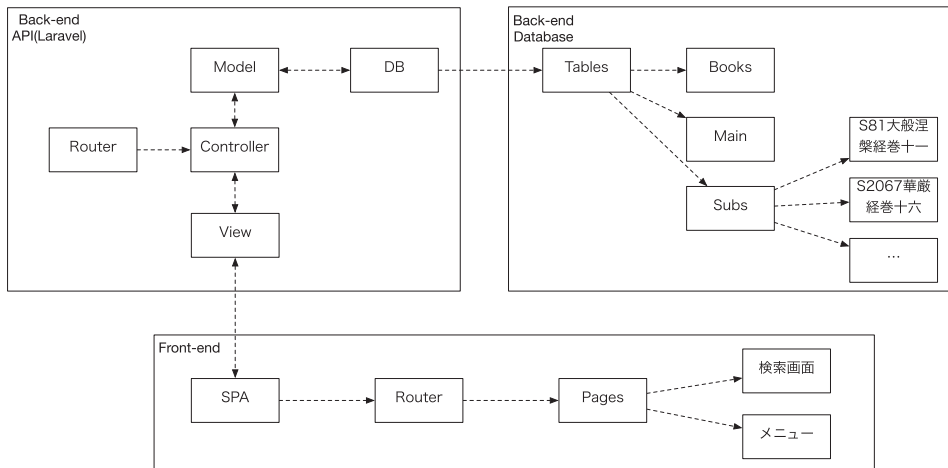 Back-end
API(Laravel)
Model
DB
Router
Controller
View
Back-end
Database
Tables
Books
Main
Subs
S81大般涅
槃経巻十一
S2067華厳
経巻十六
…
Front-end
SPA
Router
Pages
検索画面
メニュー